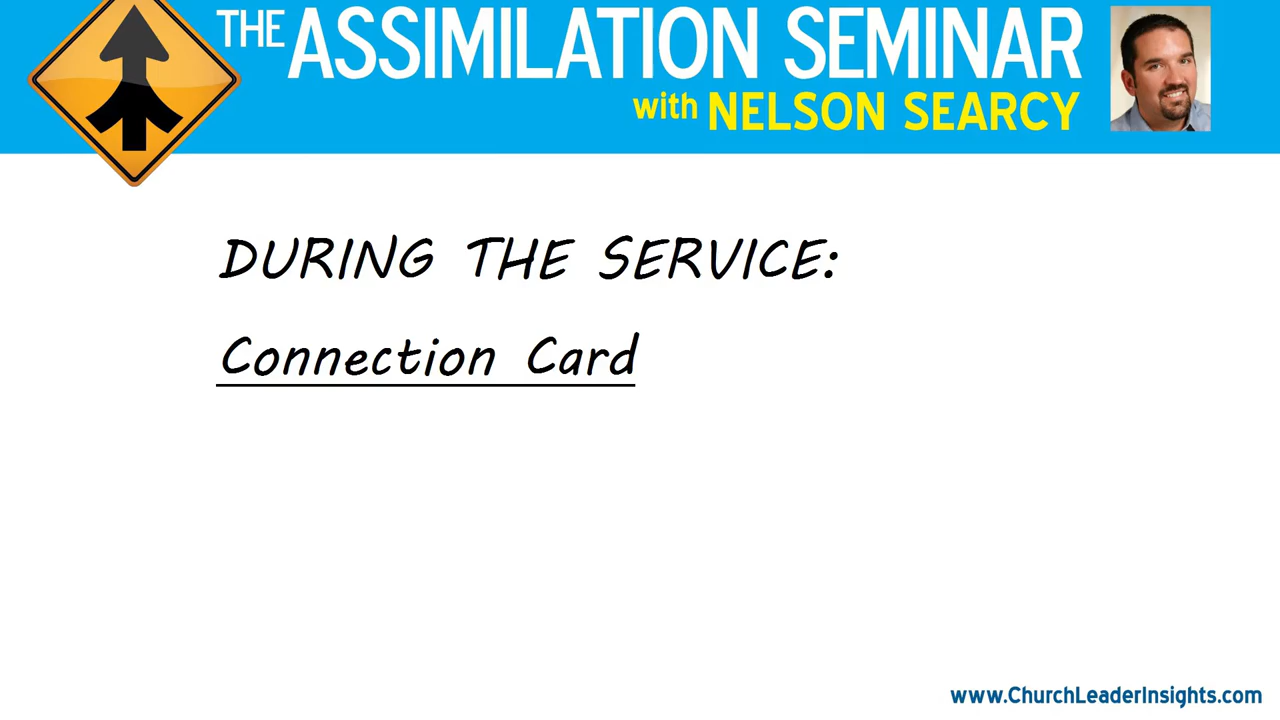 THE ASSIMILATION SEMINAR
with NELSON SEARCY
DURING THE SERVICE:
Connection Card
www.ChurchLeaderInsights.com